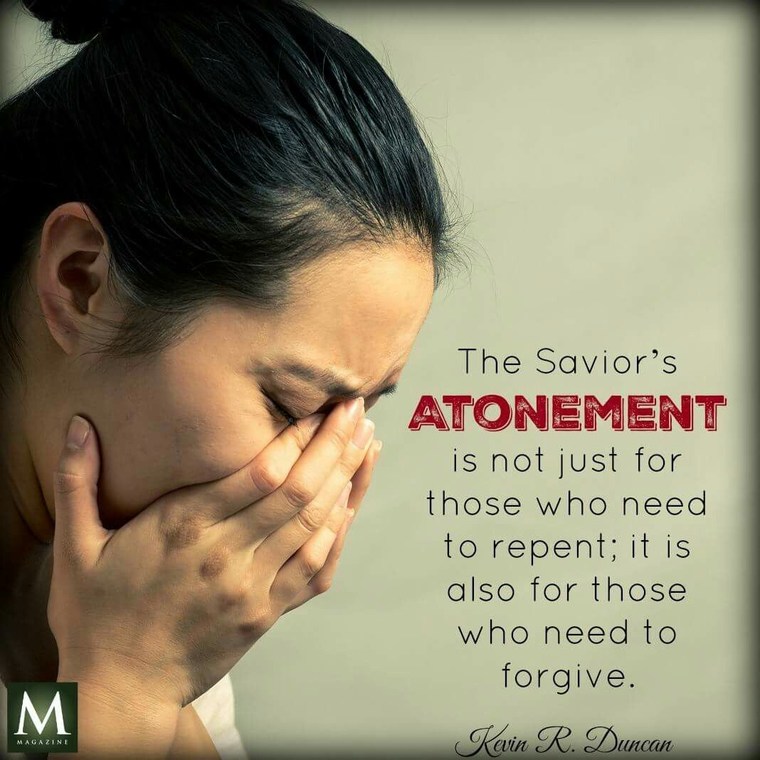 The Savior's
ATONEMENT
is not just for
those who need
to repent; it is
also for those
who need to
forgive.
Kevin R. Duncan
M
MAGAZINE